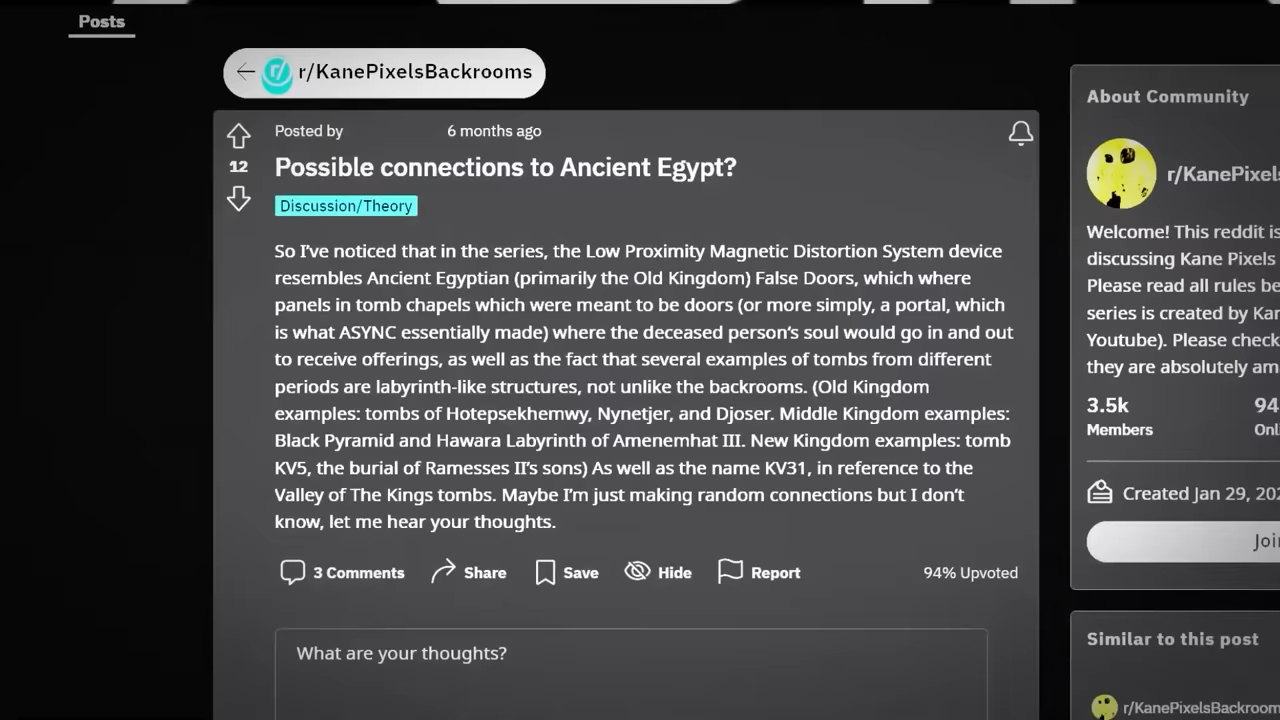 Posts
r/KanePixelsBackrooms
Posted by 6 months ago
12
Possible connections to Ancient Egypt?
Discussion/Theory
So I've noticed that in the series, the Low Proximity Magnetic Distortion System device
resembles Ancient Egyptian (primarily the Old Kingdom) False Doors, which where
panels in tomb chapels which were meant to be doors (or more simply, a portal, which
is what ASYNC essentially made) where the deceased person's soul would go in and out
to receive offerings, as well as the fact that several examples of tombs from different
periods are labyrinth-like structures, not unlike the backrooms. (Old Kingdom
examples: tombs of Hotepsekhemwy, Nynetjer, and Djoser. Middle Kingdom examples:
Black Pyramid and Hawara Labyrinth of Amenemhat III. New Kingdom examples: tomb
KV5, the burial of Ramesses II's sons) As well as the name KV31, in reference to the
Valley of The Kings tombs. Maybe I'm just making random connections but I don't
know, let me hear your thoughts.
3 Comments Share Save Hide Report 94% Upvoted
What are your thoughts?
About Community
r/KanePixels
Welcome! This reddit is
discussing Kane Pixels
Please read all rules be
series is created by Kan
Youtube). Please check
they are absolutely am
3.5k 94
Members Onl
Created Jan 29, 202
Join
Similar to this post
r/KanePixelsBackrooms